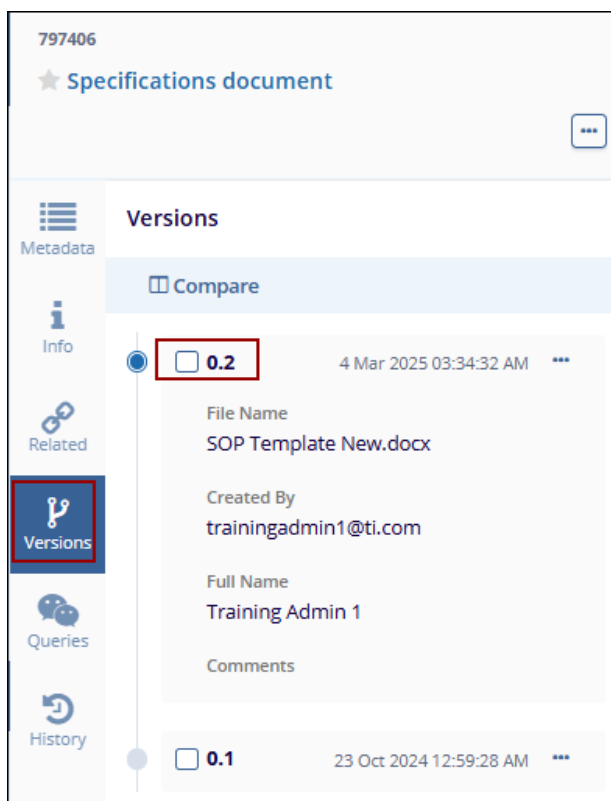 797406
Specifications document
Metadata
Info
Related
Versions
Queries
History
Versions
Compare
0.2 4 Mar 2025 03:34:32 AM
File Name
SOP Template New.docx
Created By
trainingadmin1@ti.com
Full Name
Training Admin 1
Comments
0.1 23 Oct 2024 12:59:28 AM